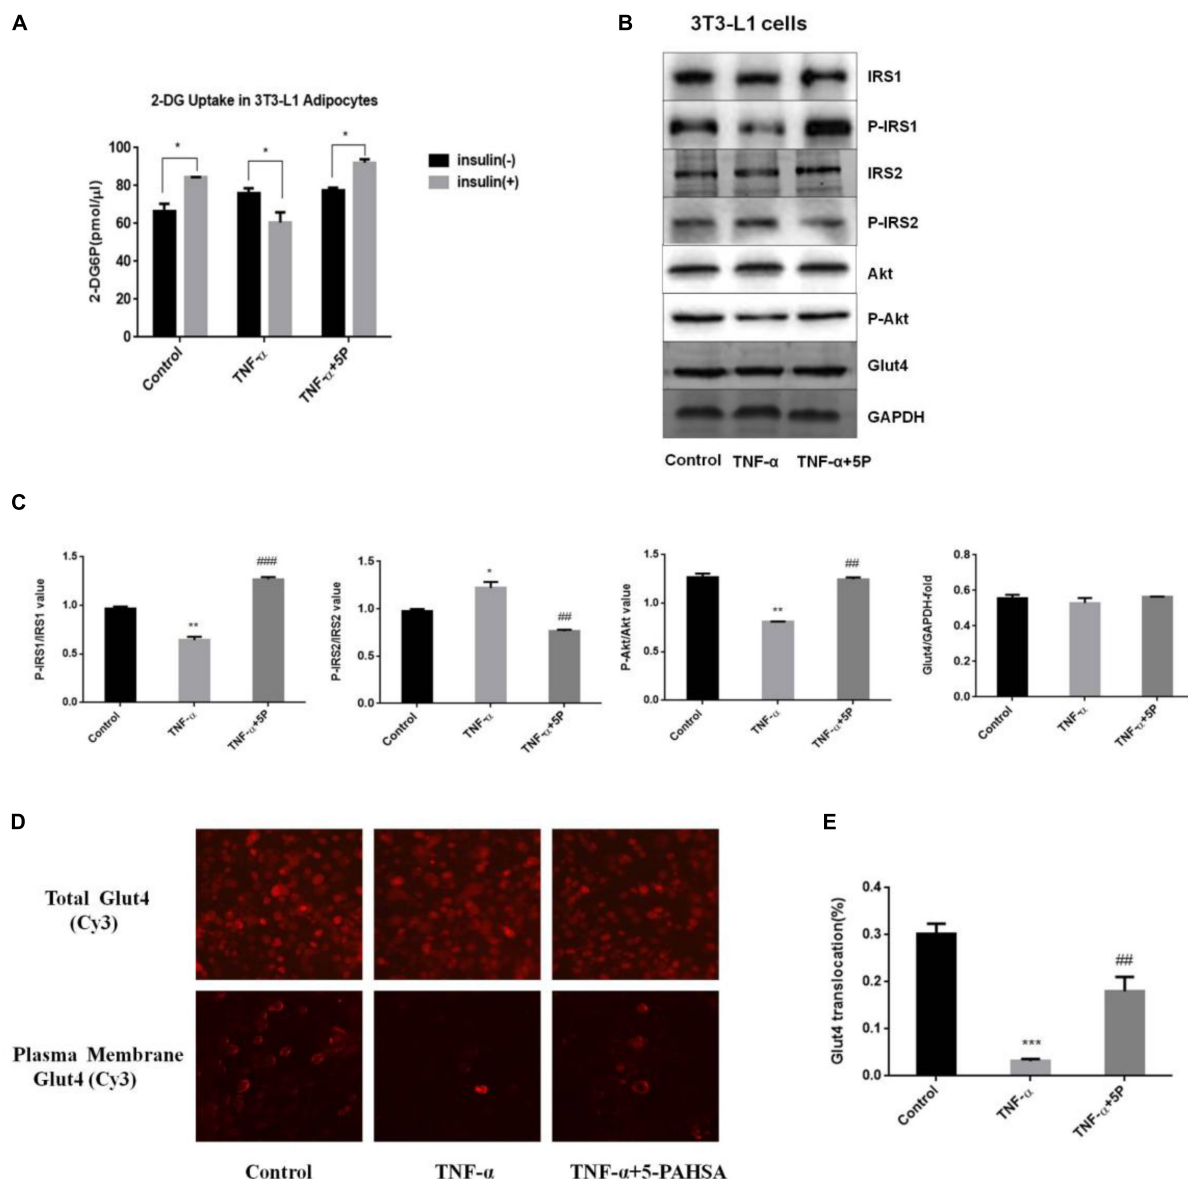 A
2-DG Uptake in 3T3-L1 Adipocytes
2-DG6P(pmol/μl)
100
80
60
40
20
0
*
*
*
insulin(-)
insulin(+)
Control
TNF-α
TNF-α+5P
B
3T3-L1 cells
IRS1
P-IRS1
IRS2
P-IRS2
Akt
P-Akt
Glut4
GAPDH
Control TNF-α TNF-α+5P
C
P-IRS1/IRS1 value
1.5
1.0
0.5
0.0
**
###
Control
TNF-α
TNF-α+5P
P-IRS2/IRS2 value
1.5
1.0
0.5
0.0
*
##
Control
TNF-α
TNF-α+5P
P-Akt/Akt value
1.5
1.0
0.5
0.0
**
##
Control
TNF-α
TNF-α+5P
Glut4/GAPDH-fold
0.8
0.6
0.4
0.2
0.0
Control
TNF-α
TNF-α+5P
D
Total Glut4
(Cy3)
Plasma Membrane
Glut4 (Cy3)
Control TNF-α TNF-α+5-PAHSA
E
Glut4 translocation(%)
0.4
0.3
0.2
0.1
0.0
***
##
Control
TNF-α
TNF-α+5P